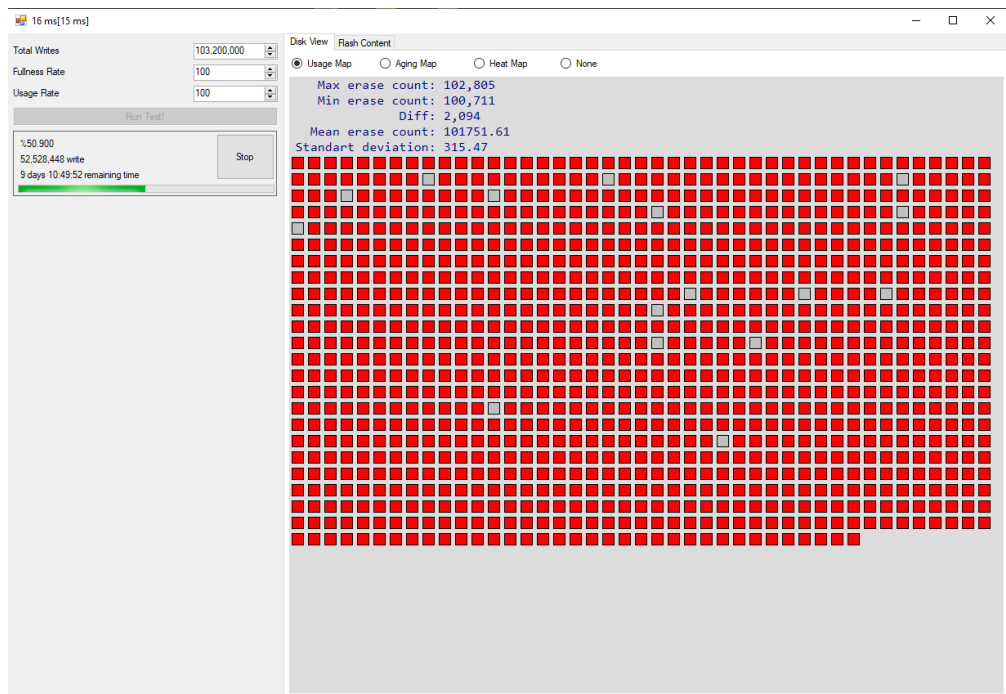 16 ms[15 ms]
Total Writes 103,200,000
Fullness Rate 100
Usage Rate 100
Run Test!
%50.900
52,528,448 write
9 days 10:49:52 remaining time
Stop
Disk View Flash Content
Usage Map Aging Map Heat Map None
Max erase count: 102,805
Min erase count: 100,711
Diff: 2,094
Mean erase count: 101751.61
Standart deviation: 315.47